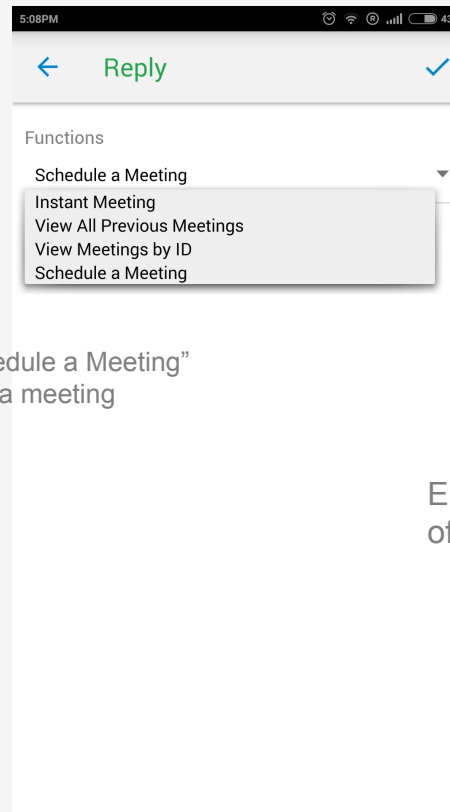 5:08PM ® 43
Reply
Functions
Schedule a Meeting
Instant Meeting
View All Previous Meetings
View Meetings by ID
Schedule a Meeting
edule a Meeting”
a meeting
E
of